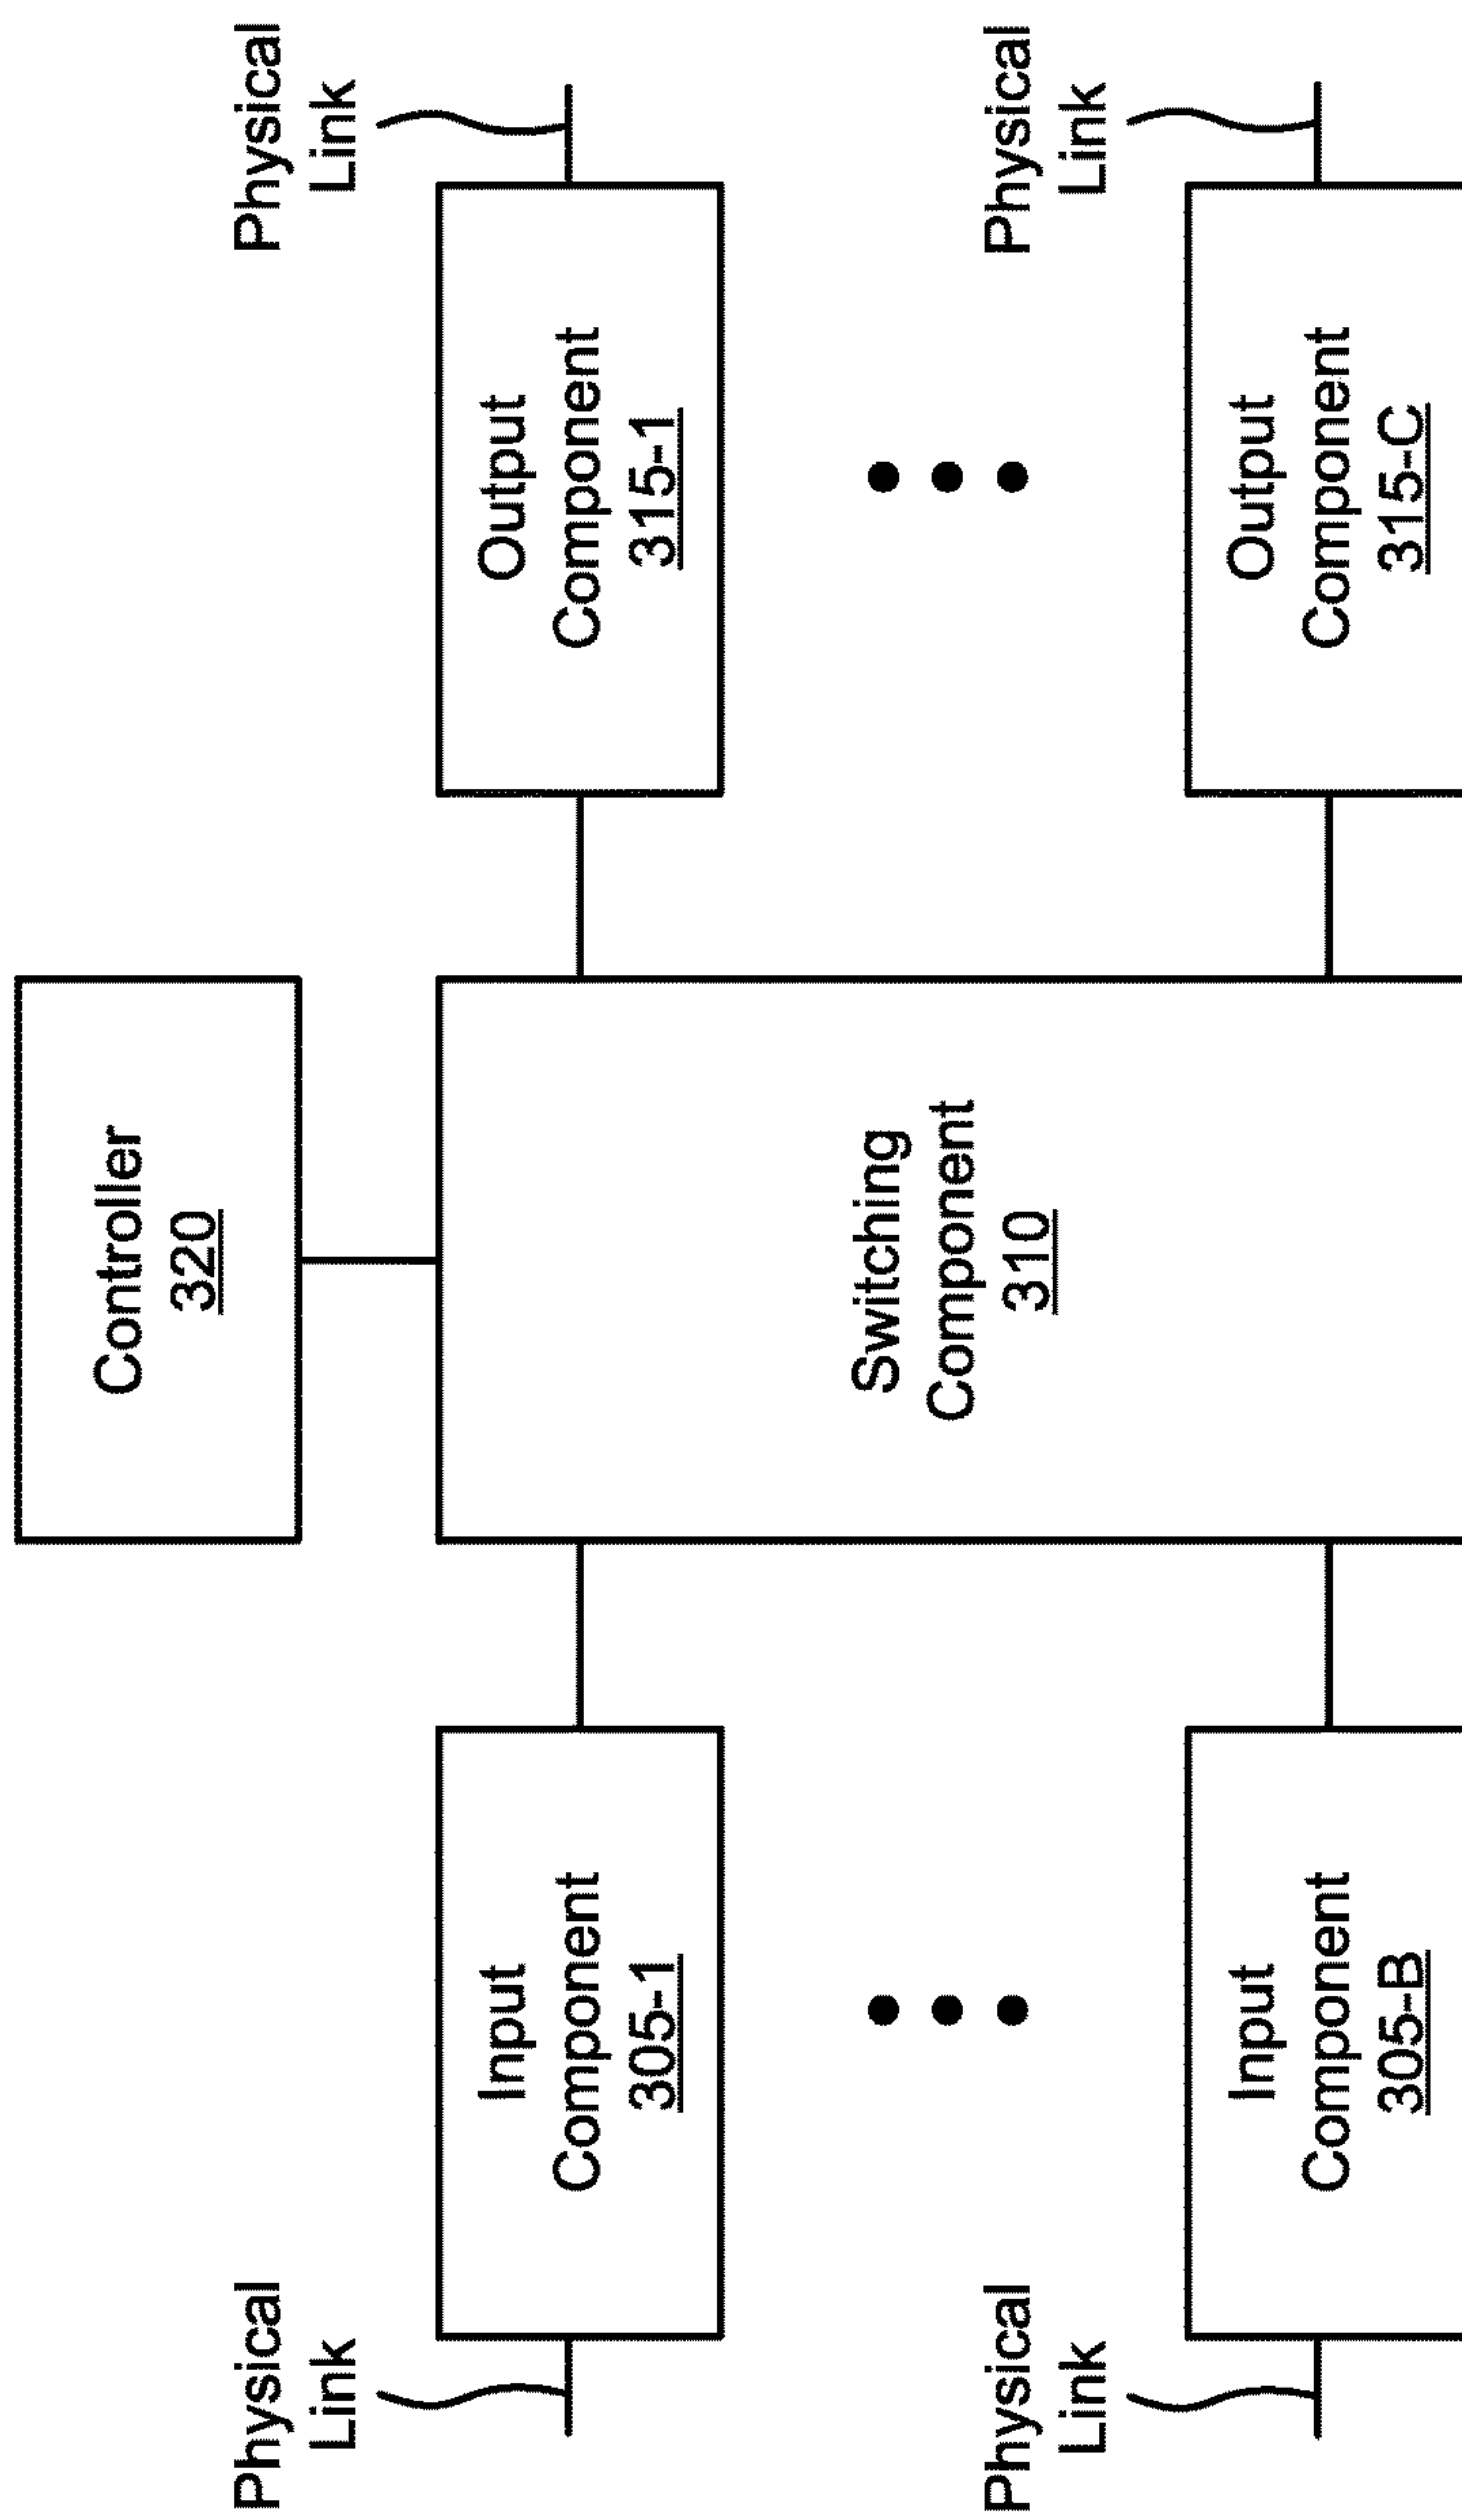 Controller
320
Physical
Link
Physical
Link
Input
Component
305-1
Switching
Component
310
Output
Component
315-1
Physical
Link
Physical
Link
Input
Component
305-B
Output
Component
315-C